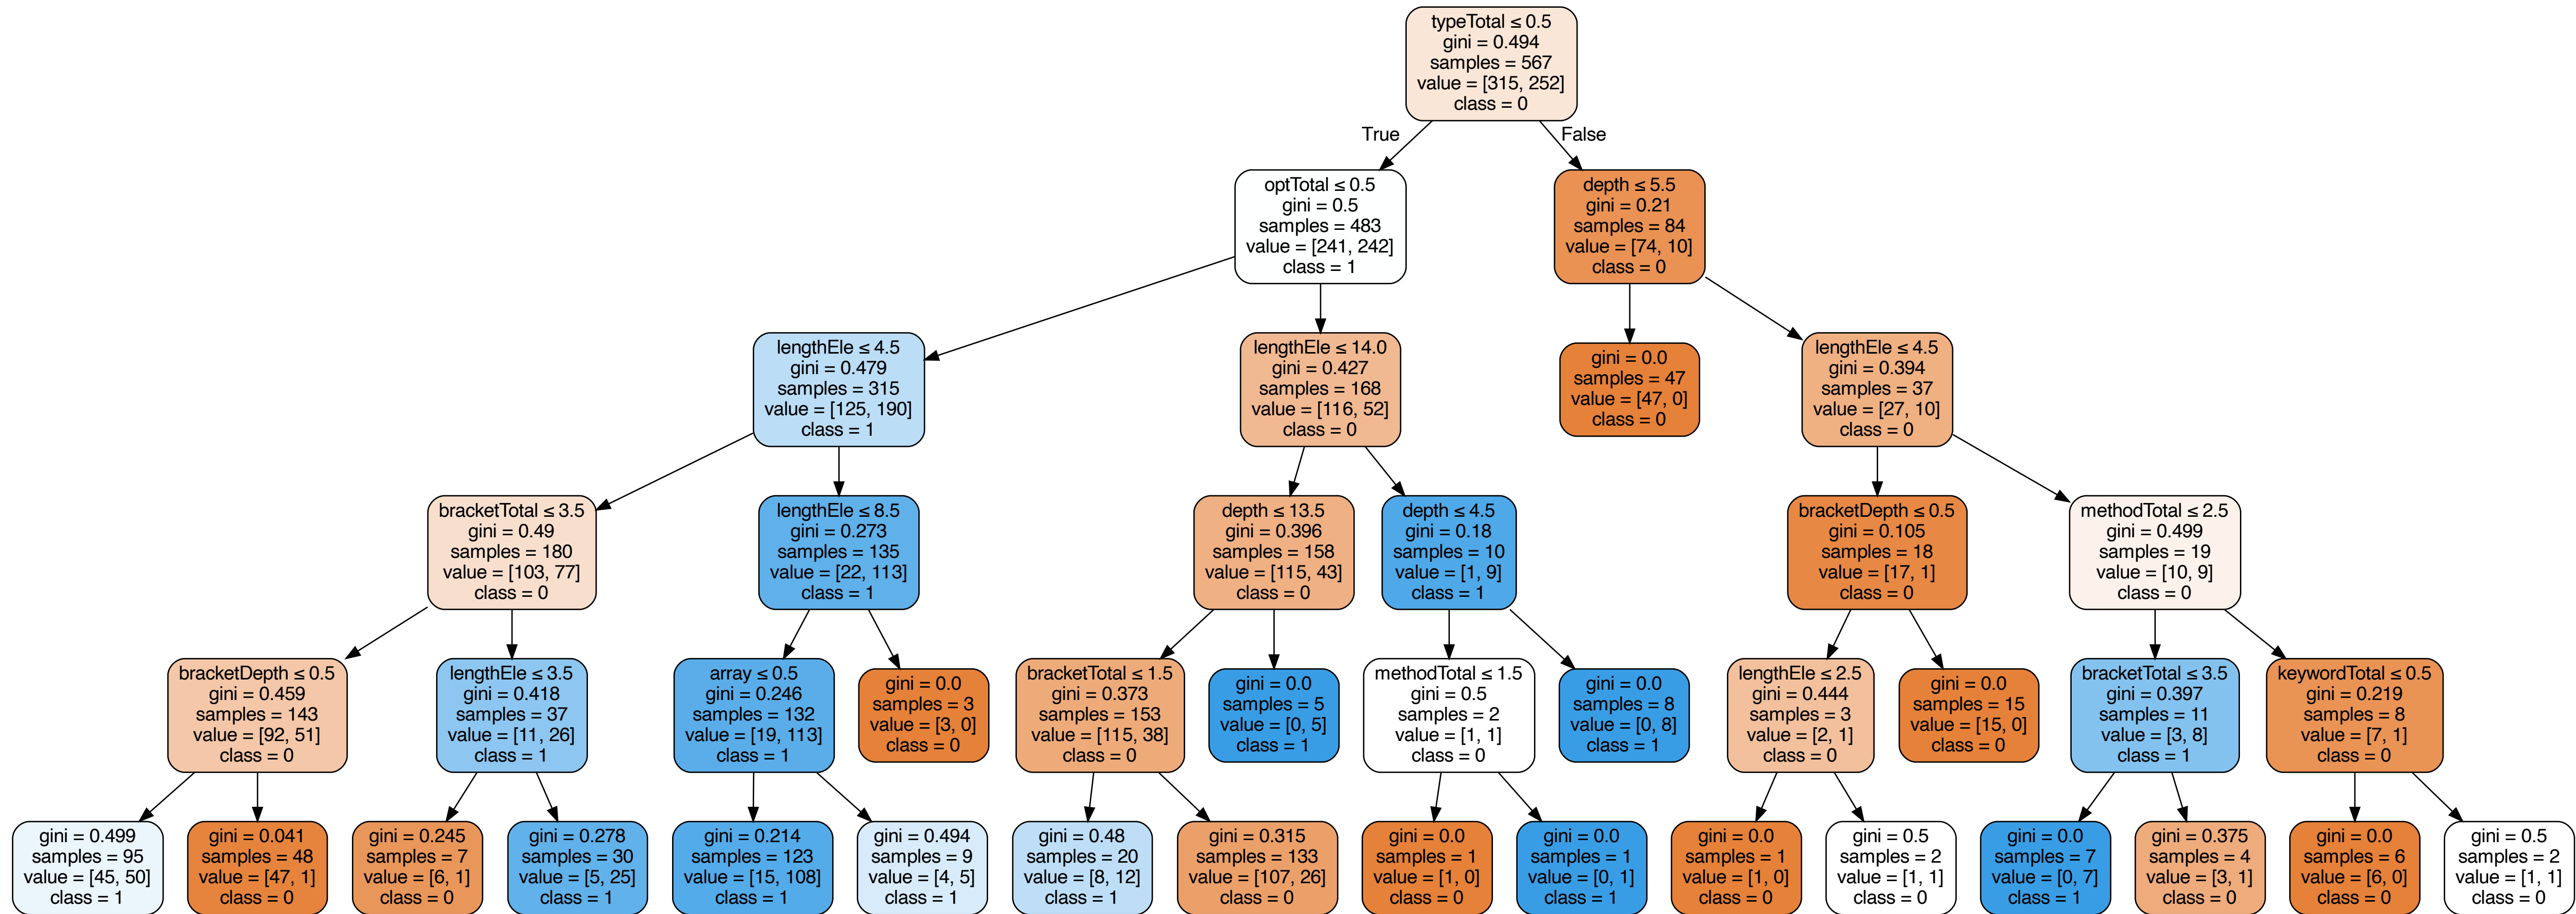 typeTotal ≤ 0.5
gini = 0.494
samples = 567
value = [315, 252]
class = 0
True
False
optTotal ≤ 0.5
gini = 0.5
samples = 483
value = [241, 242]
class = 1
depth ≤ 5.5
gini = 0.21
samples = 84
value = [74, 10]
class = 0
lengthEle ≤ 4.5
gini = 0.479
samples = 315
value = [125, 190]
class = 1
lengthEle ≤ 14.0
gini = 0.427
samples = 168
value = [116, 52]
class = 0
gini = 0.0
samples = 47
value = [47, 0]
class = 0
lengthEle ≤ 4.5
gini = 0.394
samples = 37
value = [27, 10]
class = 0
bracketTotal ≤ 3.5
gini = 0.49
samples = 180
value = [103, 77]
class = 0
lengthEle ≤ 8.5
gini = 0.273
samples = 135
value = [22, 113]
class = 1
depth ≤ 13.5
gini = 0.396
samples = 158
value = [115, 43]
class = 0
depth ≤ 4.5
gini = 0.18
samples = 10
value = [1, 9]
class = 1
bracketDepth ≤ 0.5
gini = 0.105
samples = 18
value = [17, 1]
class = 0
methodTotal ≤ 2.5
gini = 0.499
samples = 19
value = [10, 9]
class = 0
bracketDepth ≤ 0.5
gini = 0.459
samples = 143
value = [92, 51]
class = 0
lengthEle ≤ 3.5
gini = 0.418
samples = 37
value = [11, 26]
class = 1
array ≤ 0.5
gini = 0.246
samples = 132
value = [19, 113]
class = 1
gini = 0.0
samples = 3
value = [3, 0]
class = 0
bracketTotal ≤ 1.5
gini = 0.373
samples = 153
value = [115, 38]
class = 0
gini = 0.0
samples = 5
value = [0, 5]
class = 1
methodTotal ≤ 1.5
gini = 0.5
samples = 2
value = [1, 1]
class = 0
gini = 0.0
samples = 8
value = [0, 8]
class = 1
lengthEle ≤ 2.5
gini = 0.444
samples = 3
value = [2, 1]
class = 0
gini = 0.0
samples = 15
value = [15, 0]
class = 0
bracketTotal ≤ 3.5
gini = 0.397
samples = 11
value = [3, 8]
class = 1
keywordTotal ≤ 0.5
gini = 0.219
samples = 8
value = [7, 1]
class = 0
gini = 0.499
samples = 95
value = [45, 50]
class = 1
gini = 0.041
samples = 48
value = [47, 1]
class = 0
gini = 0.245
samples = 7
value = [6, 1]
class = 0
gini = 0.278
samples = 30
value = [5, 25]
class = 1
gini = 0.214
samples = 123
value = [15, 108]
class = 1
gini = 0.494
samples = 9
value = [4, 5]
class = 1
gini = 0.48
samples = 20
value = [8, 12]
class = 1
gini = 0.315
samples = 133
value = [107, 26]
class = 0
gini = 0.0
samples = 1
value = [1, 0]
class = 0
gini = 0.0
samples = 1
value = [0, 1]
class = 1
gini = 0.0
samples = 1
value = [1, 0]
class = 0
gini = 0.5
samples = 2
value = [1, 1]
class = 0
gini = 0.0
samples = 7
value = [0, 7]
class = 1
gini = 0.375
samples = 4
value = [3, 1]
class = 0
gini = 0.0
samples = 6
value = [6, 0]
class = 0
gini = 0.5
samples = 2
value = [1, 1]
class = 0